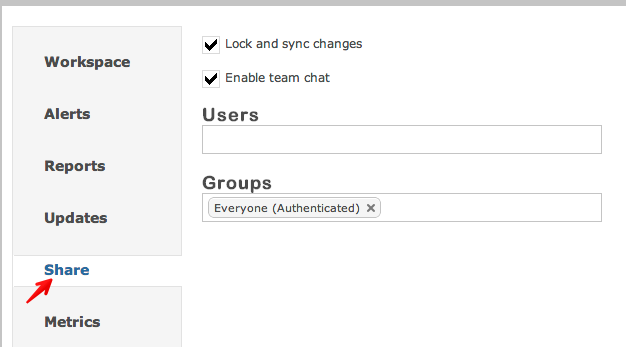 Workspace
Alerts
Reports
Updates
Share
Metrics
Lock and sync changes
Enable team chat
Users
Groups
Everyone (Authenticated)